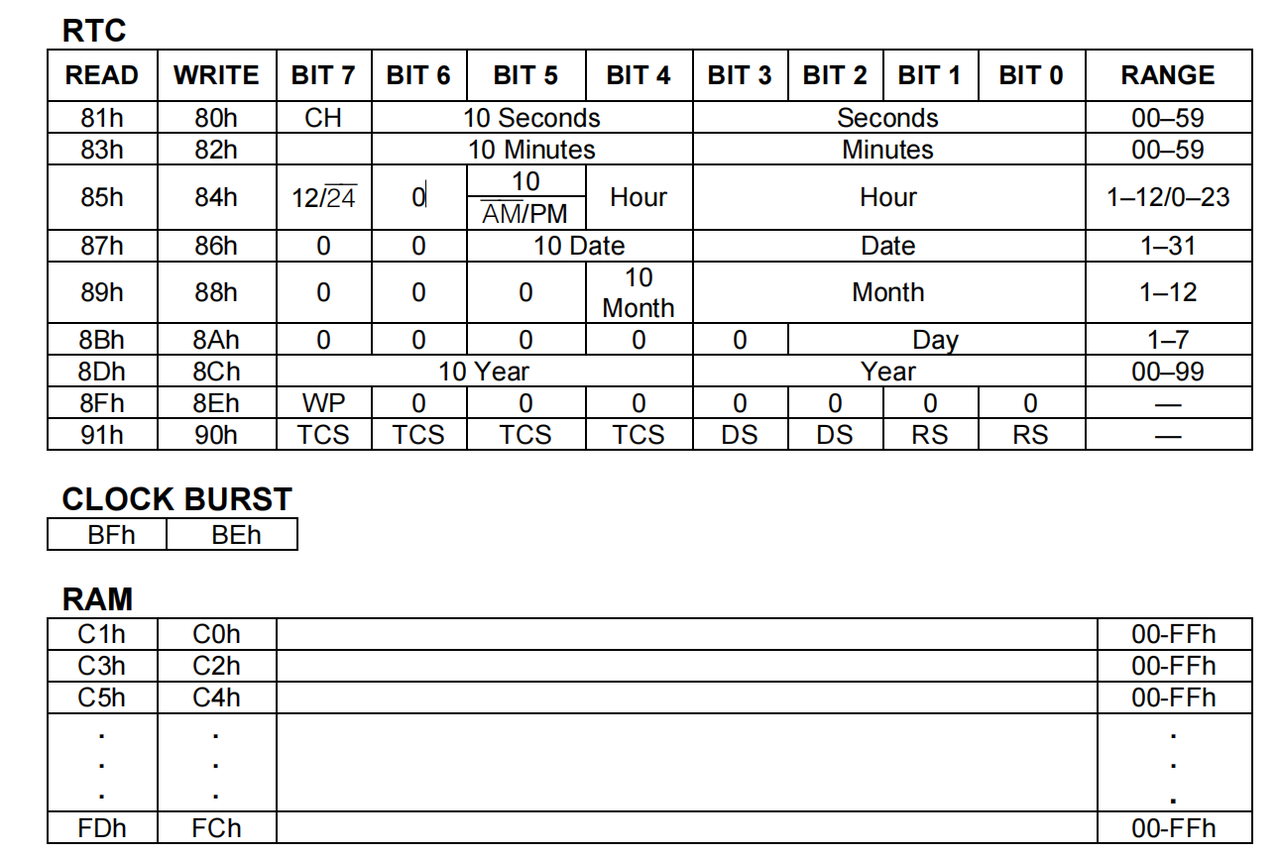 RTC
READ WRITE BIT 7 BIT 6 BIT 5 BIT 4 BIT 3 BIT 2 BIT 1 BIT 0 RANGE
81h 80h CH 10 Seconds Seconds 00–59
83h 82h 10 Minutes Minutes 00–59
85h 84h 12/24 0 10 AM/PM Hour Hour 1–12/0–23
87h 86h 0 0 10 Date Date 1–31
89h 88h 0 0 0 10 Month Month 1–12
8Bh 8Ah 0 0 0 0 0 Day 1–7
8Dh 8Ch 10 Year Year 00–99
8Fh 8Eh WP 0 0 0 0 0 0 0 —
91h 90h TCS TCS TCS TCS DS DS RS RS —
CLOCK BURST
BFh BEh
RAM
C1h C0h 00-FFh
C3h C2h 00-FFh
C5h C4h 00-FFh
. . .
. . .
. . .
FDh FCh 00-FFh